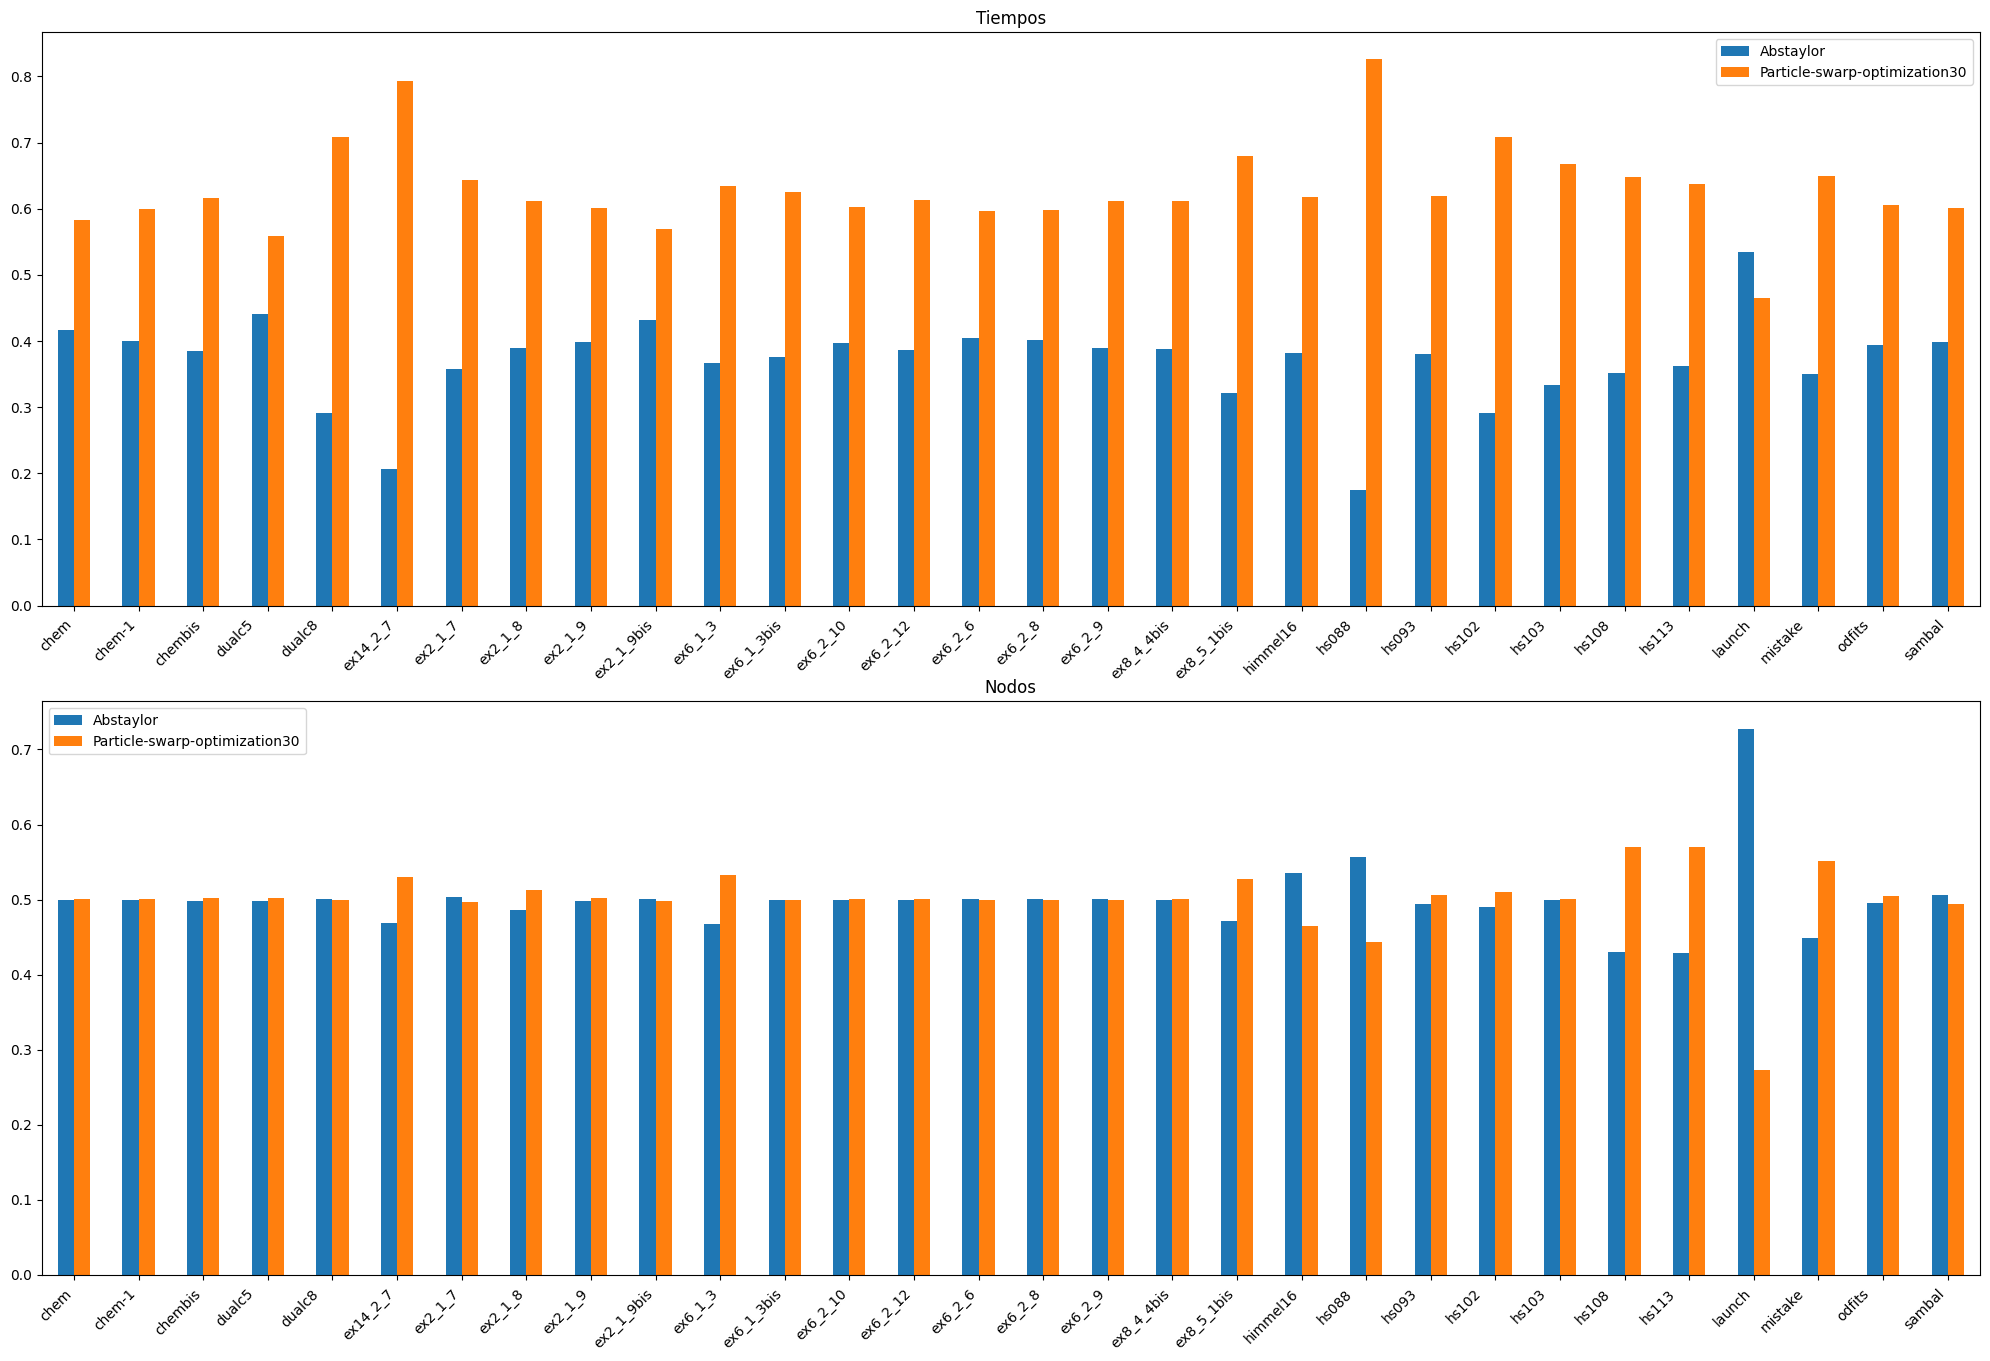 Tiempos
Abstaylor
Particle-swarp-optimization30
0.8
0.7
0.6
0.5
0.4
0.3
0.2
0.1
0.0
chem
chem-1
chembis
dualc5
dualc8
ex14_2_7
ex2_1_7
ex2_1_8
ex2_1_9
ex2_1_9bis
ex6_1_3
ex6_1_3bis
ex6_2_10
ex6_2_12
ex6_2_6
ex6_2_8
ex6_2_9
ex8_4_4bis
ex8_5_1bis
himmel16
hs088
hs093
hs102
hs103
hs108
hs113
launch
mistake
odfits
sambal
Nodos
Abstaylor
Particle-swarp-optimization30
0.7
0.6
0.5
0.4
0.3
0.2
0.1
0.0
chem
chem-1
chembis
dualc5
dualc8
ex14_2_7
ex2_1_7
ex2_1_8
ex2_1_9
ex2_1_9bis
ex6_1_3
ex6_1_3bis
ex6_2_10
ex6_2_12
ex6_2_6
ex6_2_8
ex6_2_9
ex8_4_4bis
ex8_5_1bis
himmel16
hs088
hs093
hs102
hs103
hs108
hs113
launch
mistake
odfits
sambal